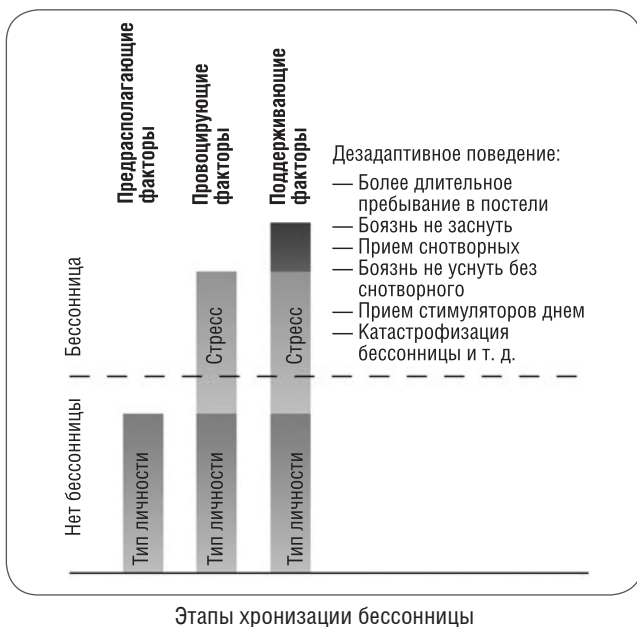 Предрасполагающие
факторы
Провоцирующие
факторы
Поддерживающие
факторы
Дезадаптивное поведение:
— Более длительное
пребывание в постели
— Боязнь не заснуть
— Прием снотворных
— Боязнь не уснуть без
снотворного
— Прием стимуляторов днем
— Катастрофизация
бессонницы и т. д.
Бессонница
Стресс
Стресс
Нет бессонницы
Тип личности
Тип личности
Тип личности
Этапы хронизации бессонницы